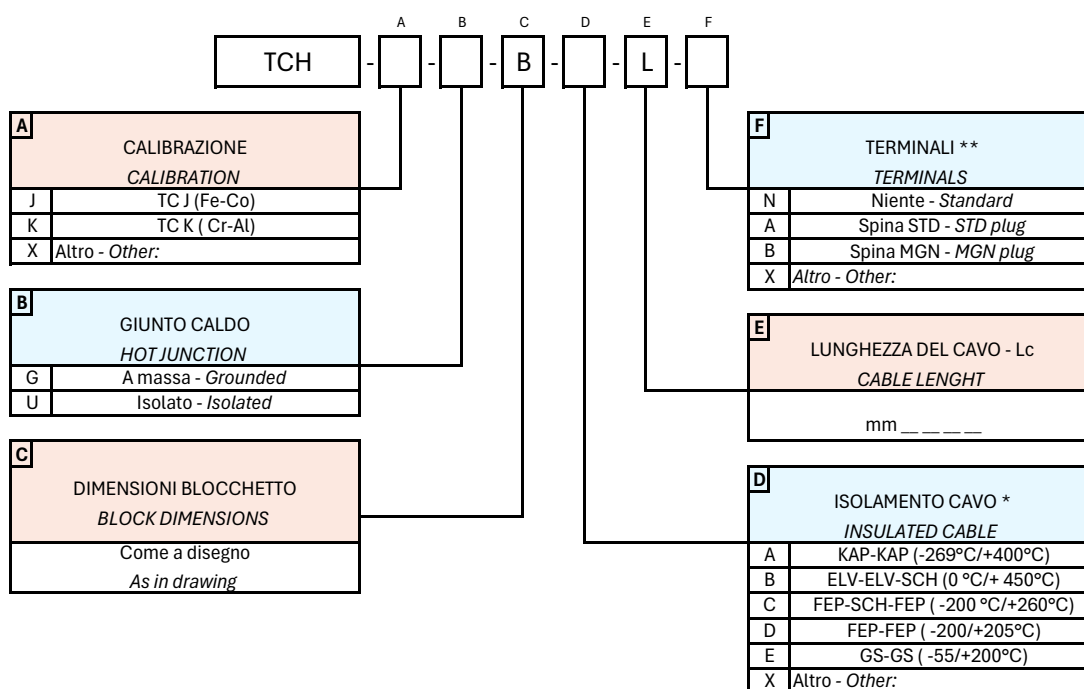 A B C D E F
TCH - - - B - - L -
A
CALIBRAZIONE
CALIBRATION
J TC J (Fe-Co)
K TC K ( Cr-Al)
X Altro - Other:
B
GIUNTO CALDO
HOT JUNCTION
G A massa - Grounded
U Isolato - Isolated
C
DIMENSIONI BLOCCHETTO
BLOCK DIMENSIONS
Come a disegno
As in drawing
F
TERMINALI **
TERMINALS
N Niente - Standard
A Spina STD - STD plug
B Spina MGN - MGN plug
X Altro - Other:
E
LUNGHEZZA DEL CAVO - Lc
CABLE LENGHT
mm __ __ __ __
D
ISOLAMENTO CAVO *
INSULATED CABLE
A KAP-KAP (-269°C/+400°C)
B ELV-ELV-SCH (0 °C/+ 450°C)
C FEP-SCH-FEP ( -200 °C/+260°C)
D FEP-FEP ( -200/+205°C)
E GS-GS ( -55/+200°C)
X Altro - Other: